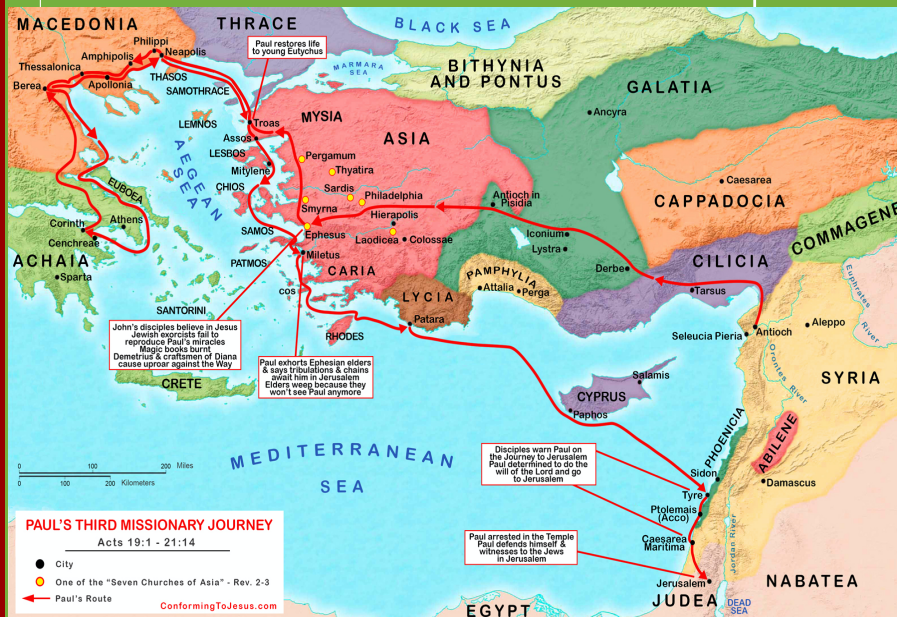 MACEDONIA
THRACE
BLACK SEA
Philippi
Neapolis
Amphipolis
Thessalonica
Apollonia
Berea
THASOS
SAMOTHRACE
Paul restores life
to young Eutychus
MARMARA
SEA
BITHYNIA
AND PONTUS
GALATIA
Ancyra
LEMNOS
Troas
MYSIA
ASIA
Assos
LESBOS
Mitylene
Pergamum
Thyatira
AEGEAN
SEA
CHIOS
Sardis
Philadelphia
Smyrna
Hierapolis
Antioch in
Pisidia
Caesarea
CAPPADOCIA
COMMAGENE
EUBOEA
Athens
Corinth
Cenchreae
SAMOS
Ephesus
Laodicea
Colossae
Iconium
Lystra
Derbe
ACHAIA
Sparta
PATMOS
Miletus
CARIA
PAMPHYLIA
Attalia
Perga
CILICIA
Tarsus
Euphrates
River
COS
LYCIA
Patara
SANTORINI
RHODES
Seleucia Pieria
Antioch
Aleppo
John's disciples believe in Jesus
Jewish exorcists fail to
reproduce Paul's miracles
Magic books burnt
Demetrius & craftsmen of Diana
cause uproar against the Way
Paul exhorts Ephesian elders
& says tribulations & chains
await him in Jerusalem
Elders weep because they
won't see Paul anymore
CRETE
Salamis
CYPRUS
Paphos
Orontes River
SYRIA
PHOENICIA
ABILENE
MEDITERRANEAN
SEA
Disciples warn Paul on
the Journey to Jerusalem
Paul determined to do the
will of the Lord and go
to Jerusalem
Sidon
Damascus
Tyre
Ptolemais
(Acco)
0 100 200 Miles
0 100 200 Kilometers
Paul arrested in the Temple
Paul defends himself &
witnesses to the Jews
in Jerusalem
Caesarea
Maritima
Jordan River
Jerusalem
JUDEA
DEAD
SEA
NABATEA
EGYPT
PAUL'S THIRD MISSIONARY JOURNEY
Acts 19:1 - 21:14
City
One of the "Seven Churches of Asia" - Rev. 2-3
Paul's Route
ConformingToJesus.com